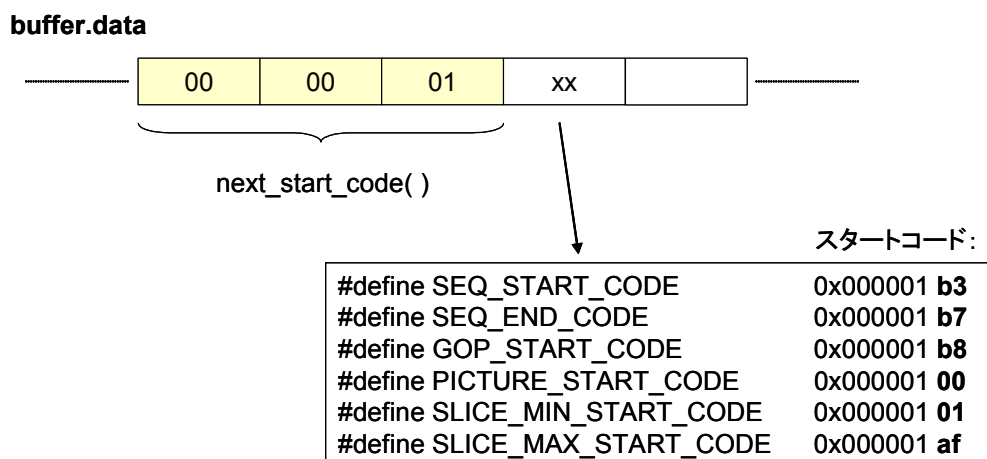 buffer.data
00 00 01 xx
next_start_code( )
スタートコード:
#define SEQ_START_CODE 0x000001 b3
#define SEQ_END_CODE 0x000001 b7
#define GOP_START_CODE 0x000001 b8
#define PICTURE_START_CODE 0x000001 00
#define SLICE_MIN_START_CODE 0x000001 01
#define SLICE_MAX_START_CODE 0x000001 af